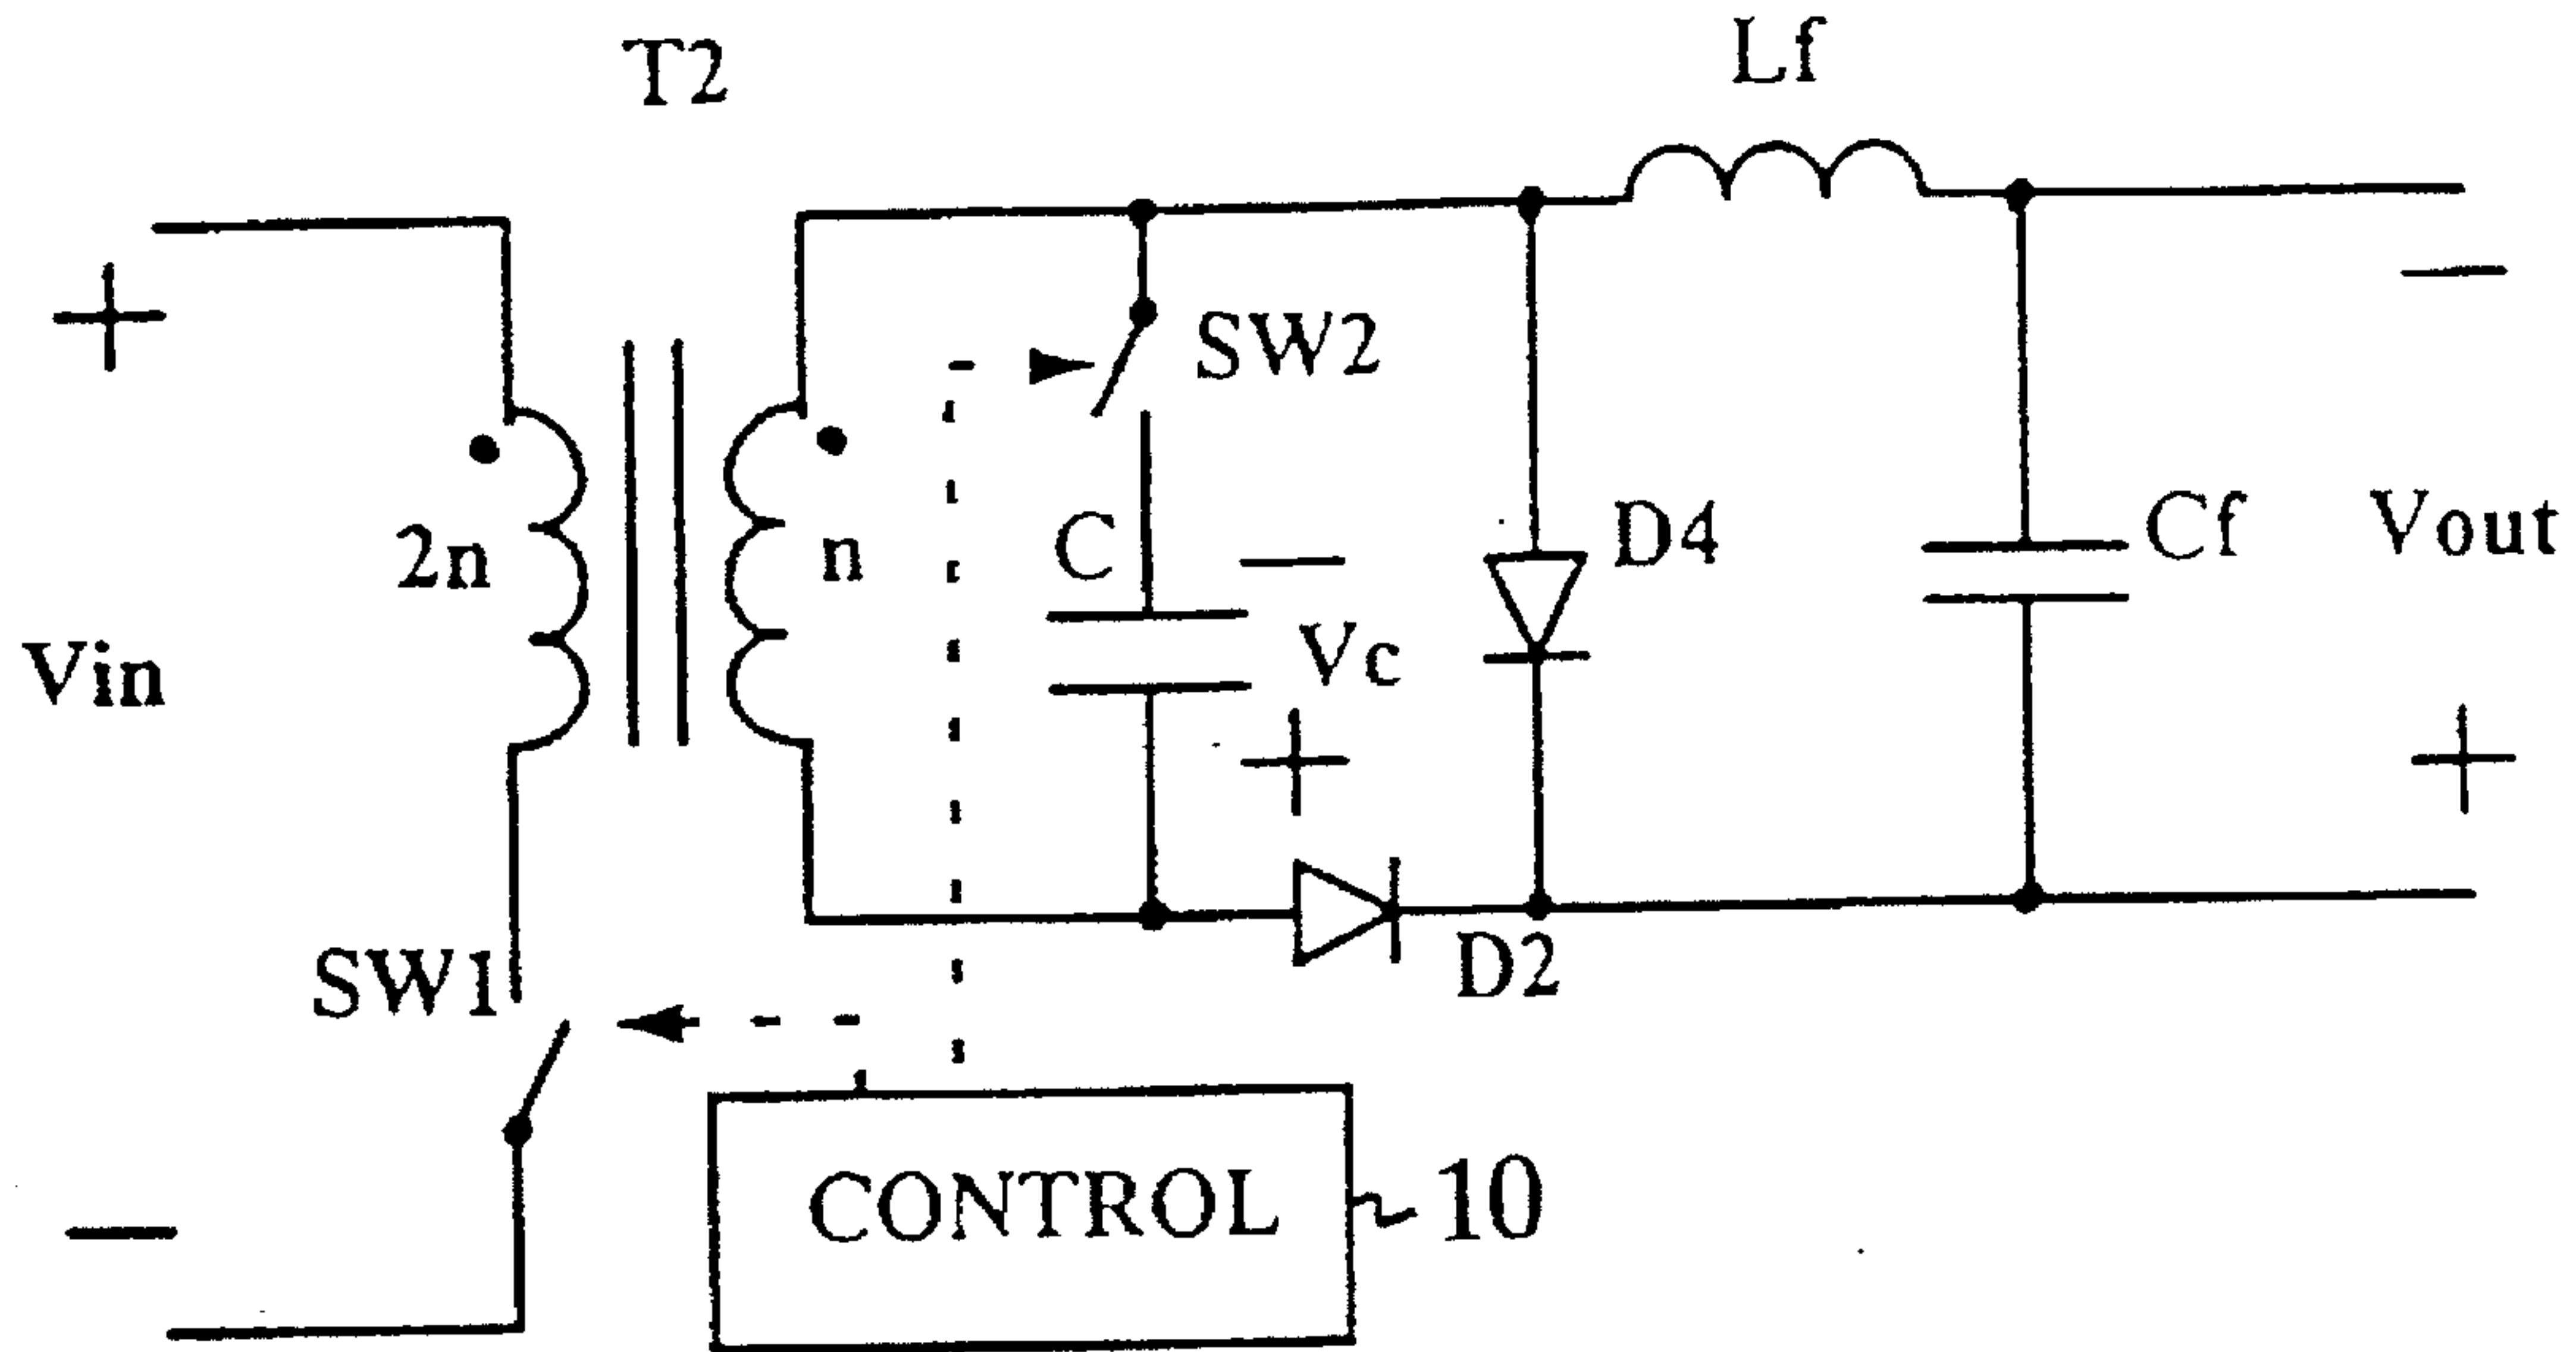 T2
Lf
+
−
SW2
2n
n
C
−
D4
Cf
Vout
Vin
Vc
+
+
SW1
D2
−
CONTROL
10